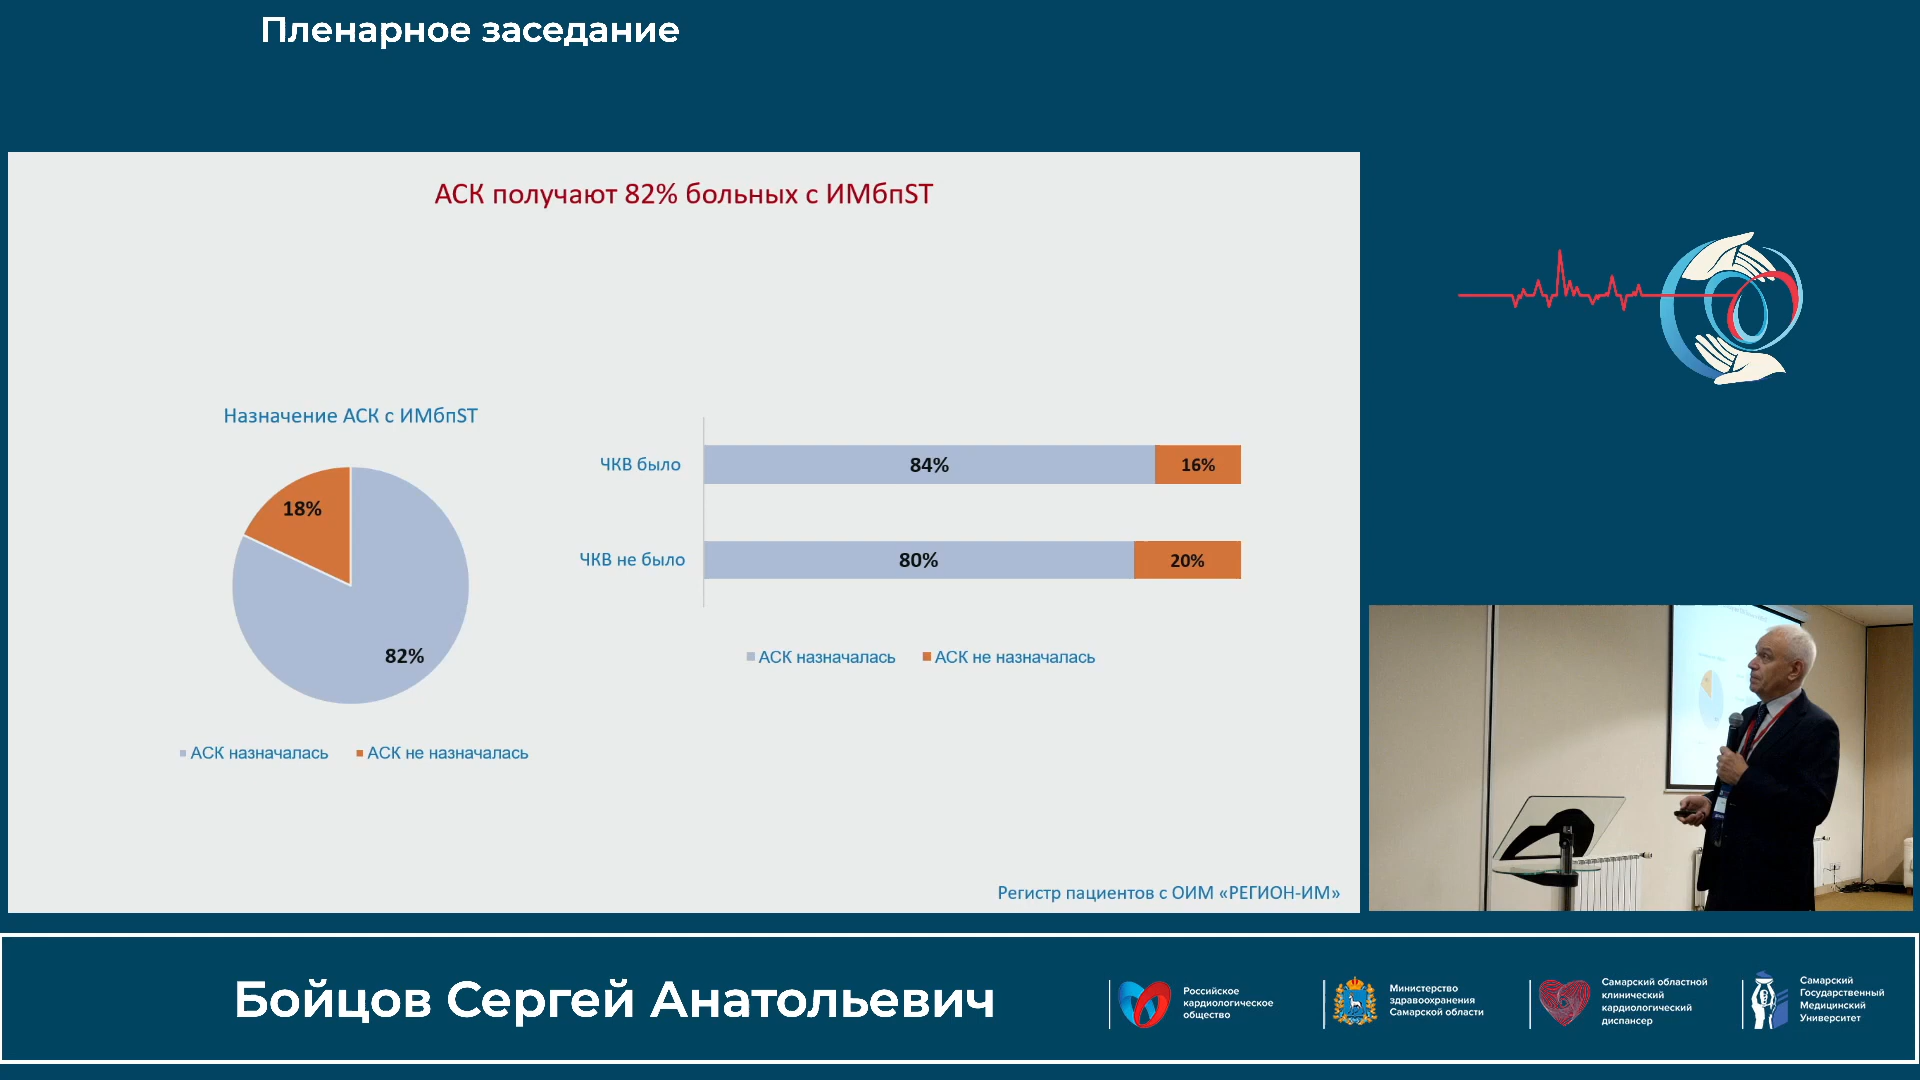 Пленарное заседание
АСК получают 82% больных с ИМбпST
Назначение АСК с ИМбпST
18%
82%
АСК назначалась
АСК не назначалась
ЧКВ было
84%
16%
ЧКВ не было
80%
20%
АСК назначалась
АСК не назначалась
Регистр пациентов с ОИМ «РЕГИОН-ИМ»
Бойцов Сергей Анатольевич
Российское
кардиологическое
общество
Министерство
здравоохранения
Самарской области
Самарский областной
клинический
кардиологический
диспансер
Самарский
Государственный
Медицинский
Университет